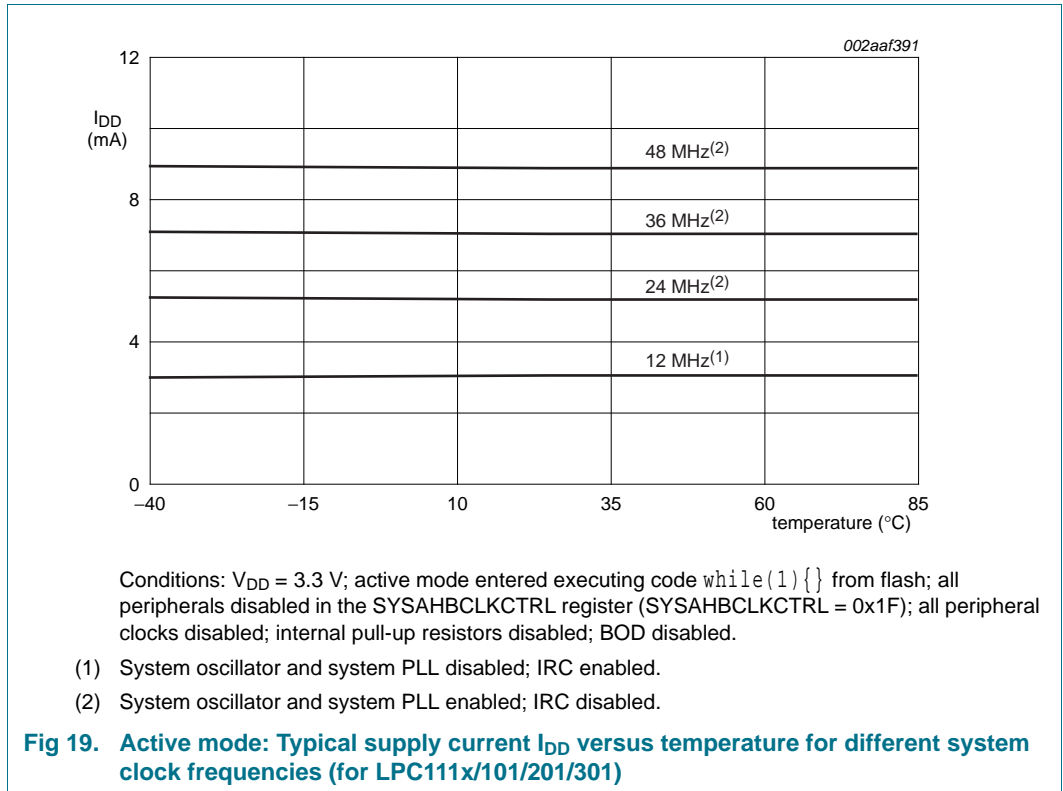 002aaf391
12
I_DD
(mA)
48 MHz(2)
8
36 MHz(2)
24 MHz(2)
4
12 MHz(1)
0
−40 −15 10 35 60 85
temperature (°C)
Conditions: V_DD = 3.3 V; active mode entered executing code while(1){} from flash; all
peripherals disabled in the SYSAHBCLKCTRL register (SYSAHBCLKCTRL = 0x1F); all peripheral
clocks disabled; internal pull-up resistors disabled; BOD disabled.
(1) System oscillator and system PLL disabled; IRC enabled.
(2) System oscillator and system PLL enabled; IRC disabled.
Fig 19. Active mode: Typical supply current I_DD versus temperature for different system
clock frequencies (for LPC111x/101/201/301)